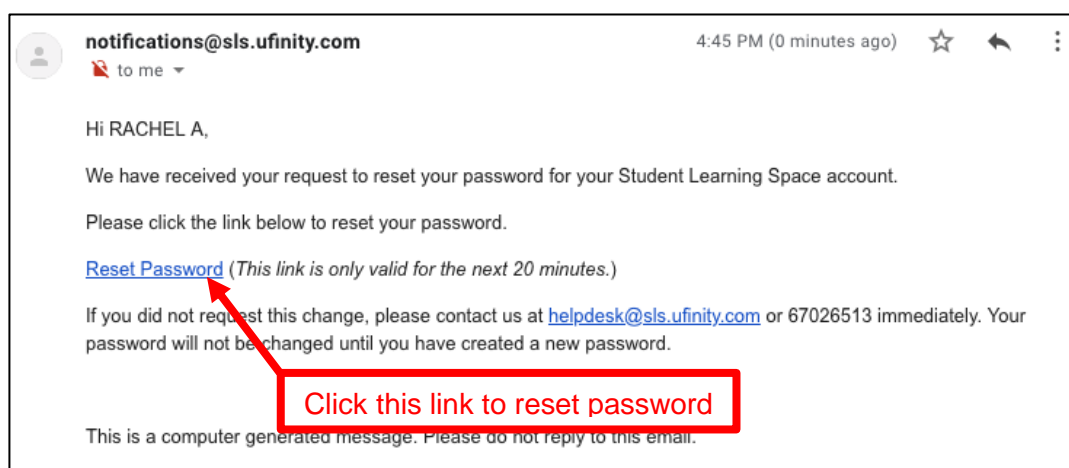 notifications@sls.ufinity.com 4:45 PM (0 minutes ago)
to me
Hi RACHEL A,
We have received your request to reset your password for your Student Learning Space account.
Please click the link below to reset your password.
Reset Password (This link is only valid for the next 20 minutes.)
If you did not request this change, please contact us at helpdesk@sls.ufinity.com or 67026513 immediately. Your
password will not be changed until you have created a new password.
Click this link to reset password
This is a computer generated message. Please do not reply to this email.